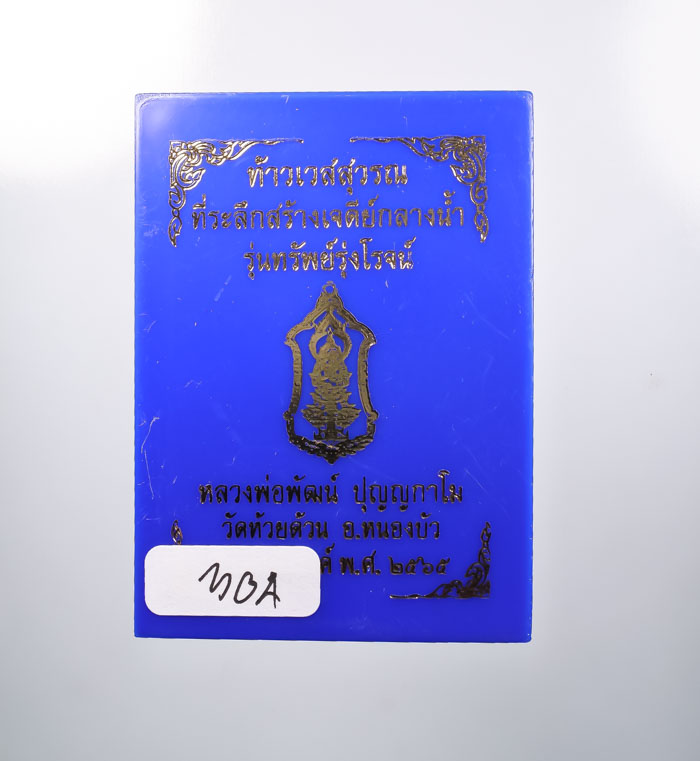 ท้าวเวสสุวรรณ
ที่ระลึกสร้างเจดีย์กลางน้ำ
รุ่นทรัพย์รุ่งโรจน์
หลวงพ่อพัฒน์ ปุญญกาโม
วัดห้วยด้วน อ.หนองบัว
พ.ศ. ๒๕๖๕